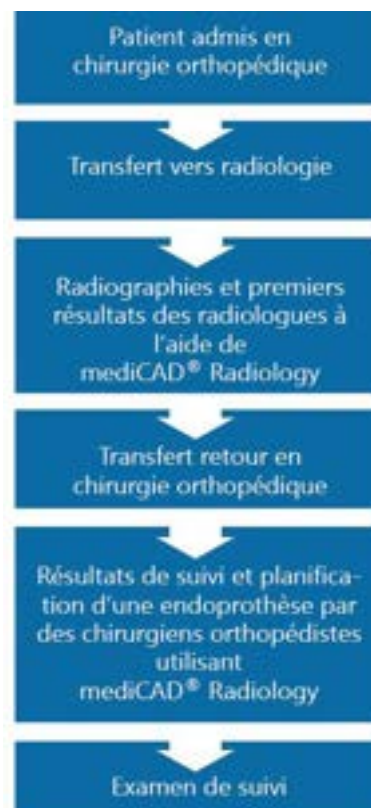 Patient admis en
chirurgie orthopédique
Transfert vers radiologie
Radiographies et premiers
résultats des radiologues à
l'aide de
mediCAD® Radiology
Transfert retour en
chirurgie orthopédique
Résultats de suivi et planifica-
tion d'une endoprothèse par
des chirurgiens orthopédistes
utilisant
mediCAD® Radiology
Examen de suivi